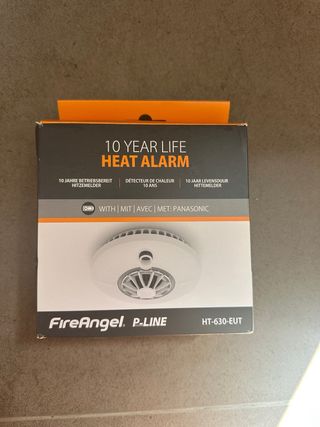 10 YEAR LIFE
HEAT ALARM
10 JAHRE BETRIEBSBEREIT
HITZEMELDER
DÉTECTEUR DE CHALEUR
10 ANS
10 JAAR LEVENSDUUR
HITTEMELDER
WITH | MIT | AVEC | MET: PANASONIC
FireAngel P-LINE HT-630-EUT